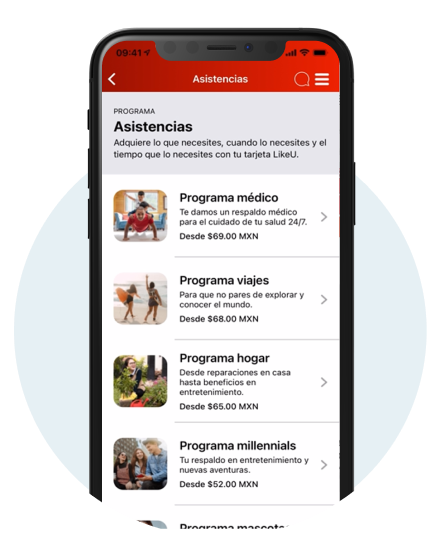 09:41
Asistencias
PROGRAMA
Asistencias
Adquiere lo que necesites, cuando lo necesites y el
tiempo que lo necesites con tu tarjeta LikeU.
Programa médico
Te damos un respaldo médico
para el cuidado de tu salud 24/7.
Desde $69.00 MXN
Programa viajes
Para que no pares de explorar y
conocer el mundo.
Desde $68.00 MXN
Programa hogar
Desde reparaciones en casa
hasta beneficios en
entretenimiento.
Desde $65.00 MXN
Programa millennials
Tu respaldo en entretenimiento y
nuevas aventuras.
Desde $52.00 MXN
Programa mascotas